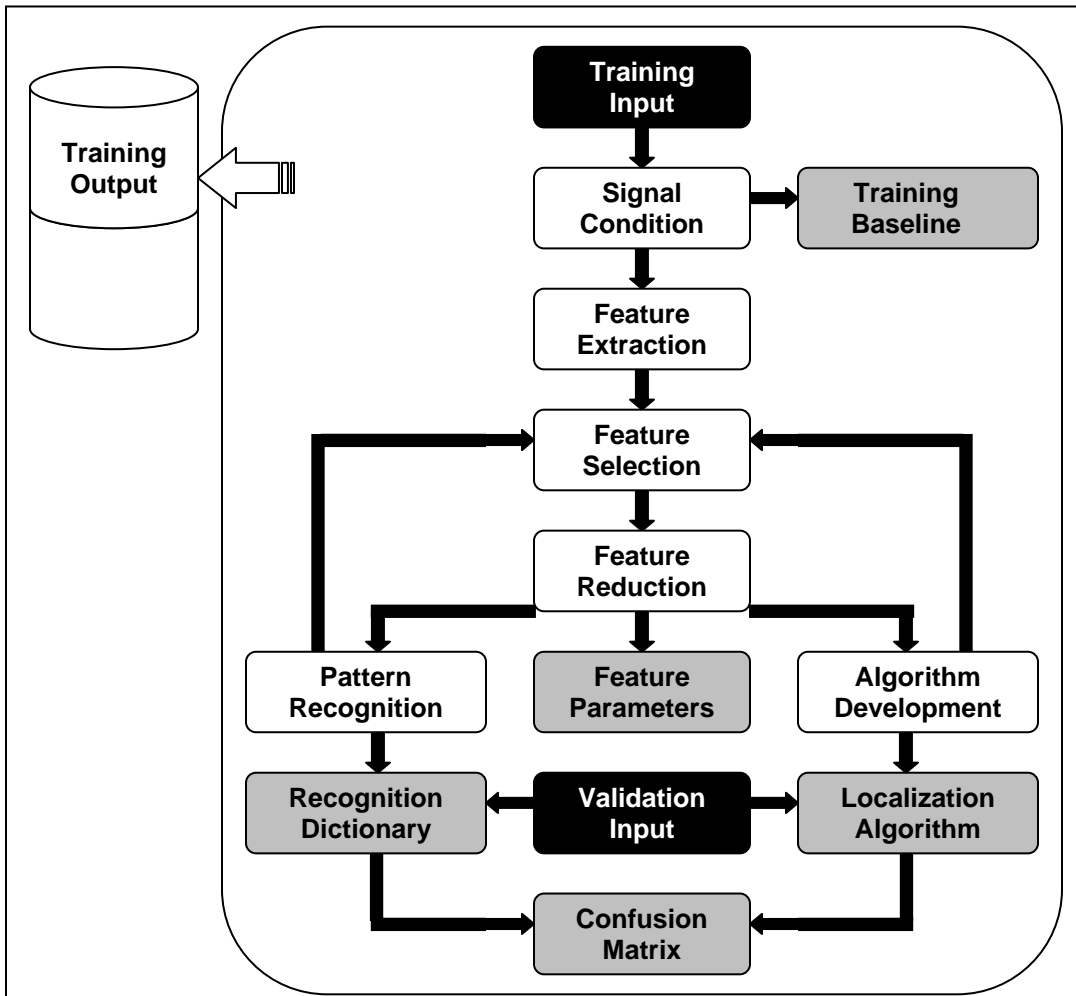 Training
Input
Training
Output
Signal
Condition
Training
Baseline
Feature
Extraction
Feature
Selection
Feature
Reduction
Pattern
Recognition
Feature
Parameters
Algorithm
Development
Recognition
Dictionary
Validation
Input
Localization
Algorithm
Confusion
Matrix